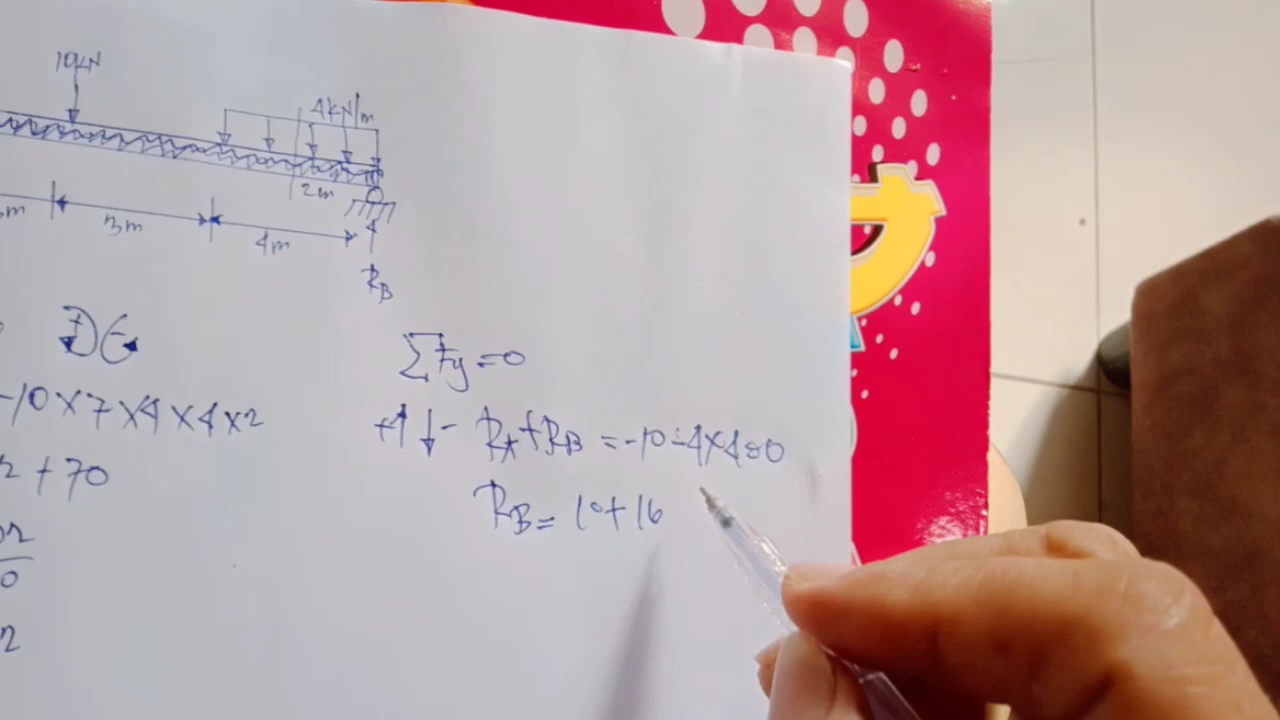 10kN
4kN/m
2m
m
3m
4m
RB
ΣFy=0
-10×7×4×4×2
+↑↓- RA+RB =-10-4×4=0
2+70
RB= 10+16
0
2